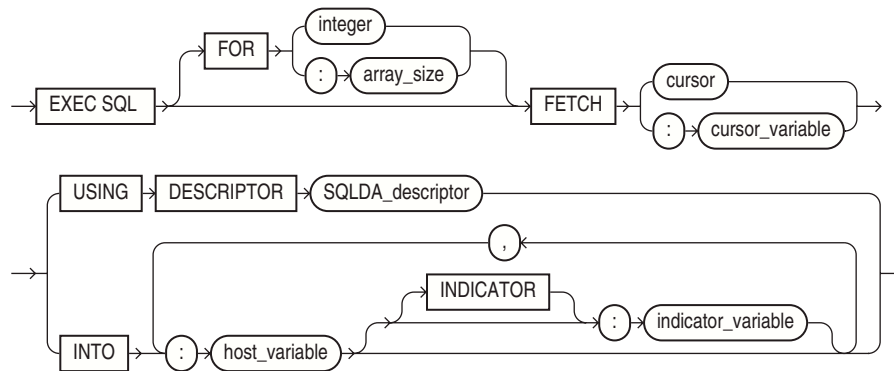 integer
FOR
: array_size
EXEC SQL FETCH cursor
: cursor_variable
USING DESCRIPTOR SQLDA_descriptor
,
INDICATOR
: indicator_variable
INTO : host_variable